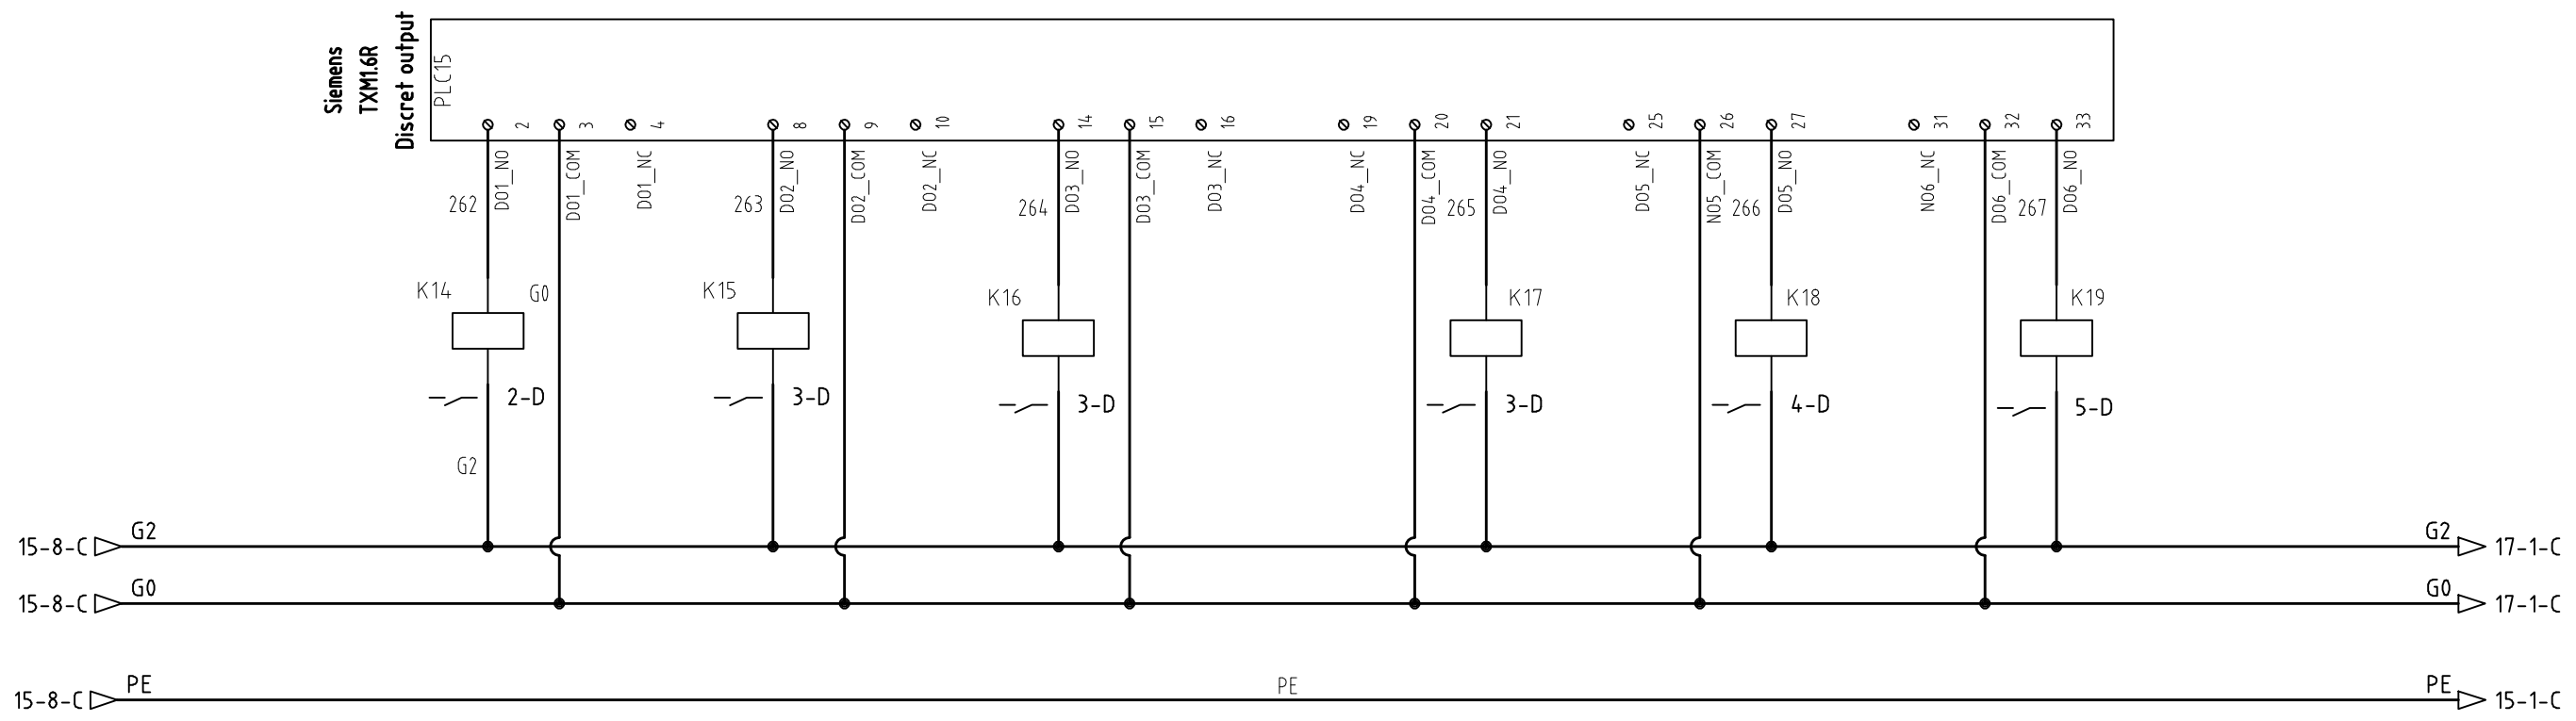 Siemens
TXM1.6R
Discret output
PLC15
2
3
4
8
9
10
14
15
16
19
20
21
25
26
27
31
32
33
DO1_NO
DO1_COM
DO1_NC
DO2_NO
DO2_COM
DO2_NC
DO3_NO
DO3_COM
DO3_NC
DO4_NC
DO4_COM
DO4_NO
DO5_NC
NO5_COM
DO5_NO
NO6_NC
DO6_COM
DO6_NO
262
263
264
265
266
267
K14
G0
K15
K16
K17
K18
K19
2-D
3-D
3-D
3-D
4-D
5-D
G2
15-8-C
G2
G2
17-1-C
15-8-C
G0
G0
17-1-C
15-8-C
PE
PE
PE
15-1-C